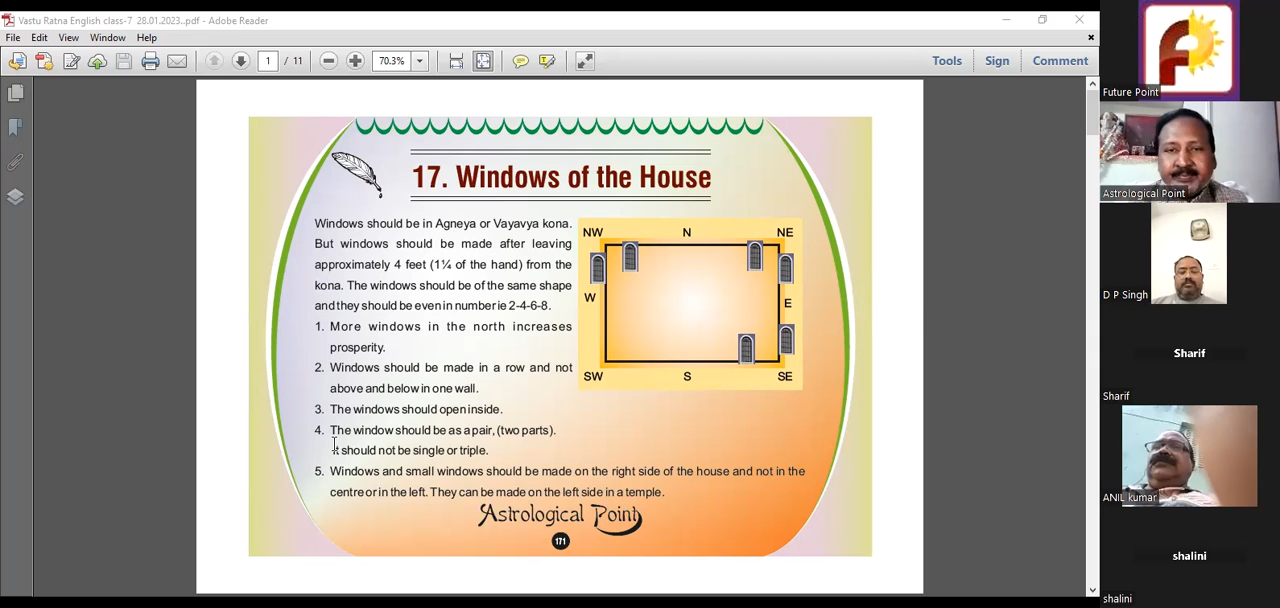 Vastu Ratna English class-7 28.01.2023..pdf - Adobe Reader
File Edit View Window Help
1 / 11 70.3% Tools Sign Comment
17. Windows of the House
Windows should be in Agneya or Vayavya kona.
But windows should be made after leaving
approximately 4 feet (1¼ of the hand) from the
kona. The windows should be of the same shape
and they should be even in number ie 2-4-6-8.
1. More windows in the north increases
prosperity.
2. Windows should be made in a row and not
above and below in one wall.
3. The windows should open inside.
4. The window should be as a pair, (two parts).
It should not be single or triple.
NW N NE
W E
SW S SE
5. Windows and small windows should be made on the right side of the house and not in the
centre or in the left. They can be made on the left side in a temple.
Astrological Point
171
Future Point
Astrological Point
D P Singh
Sharif
Sharif
ANIL kumar
shalini
shalini